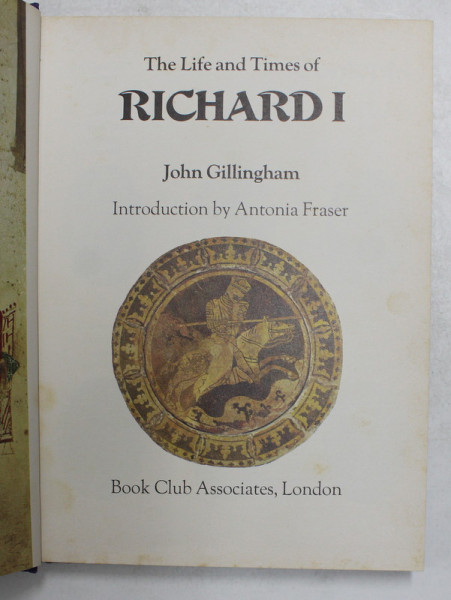 The Life and Times of
RICHARD I
John Gillingham
Introduction by Antonia Fraser
Book Club Associates, London